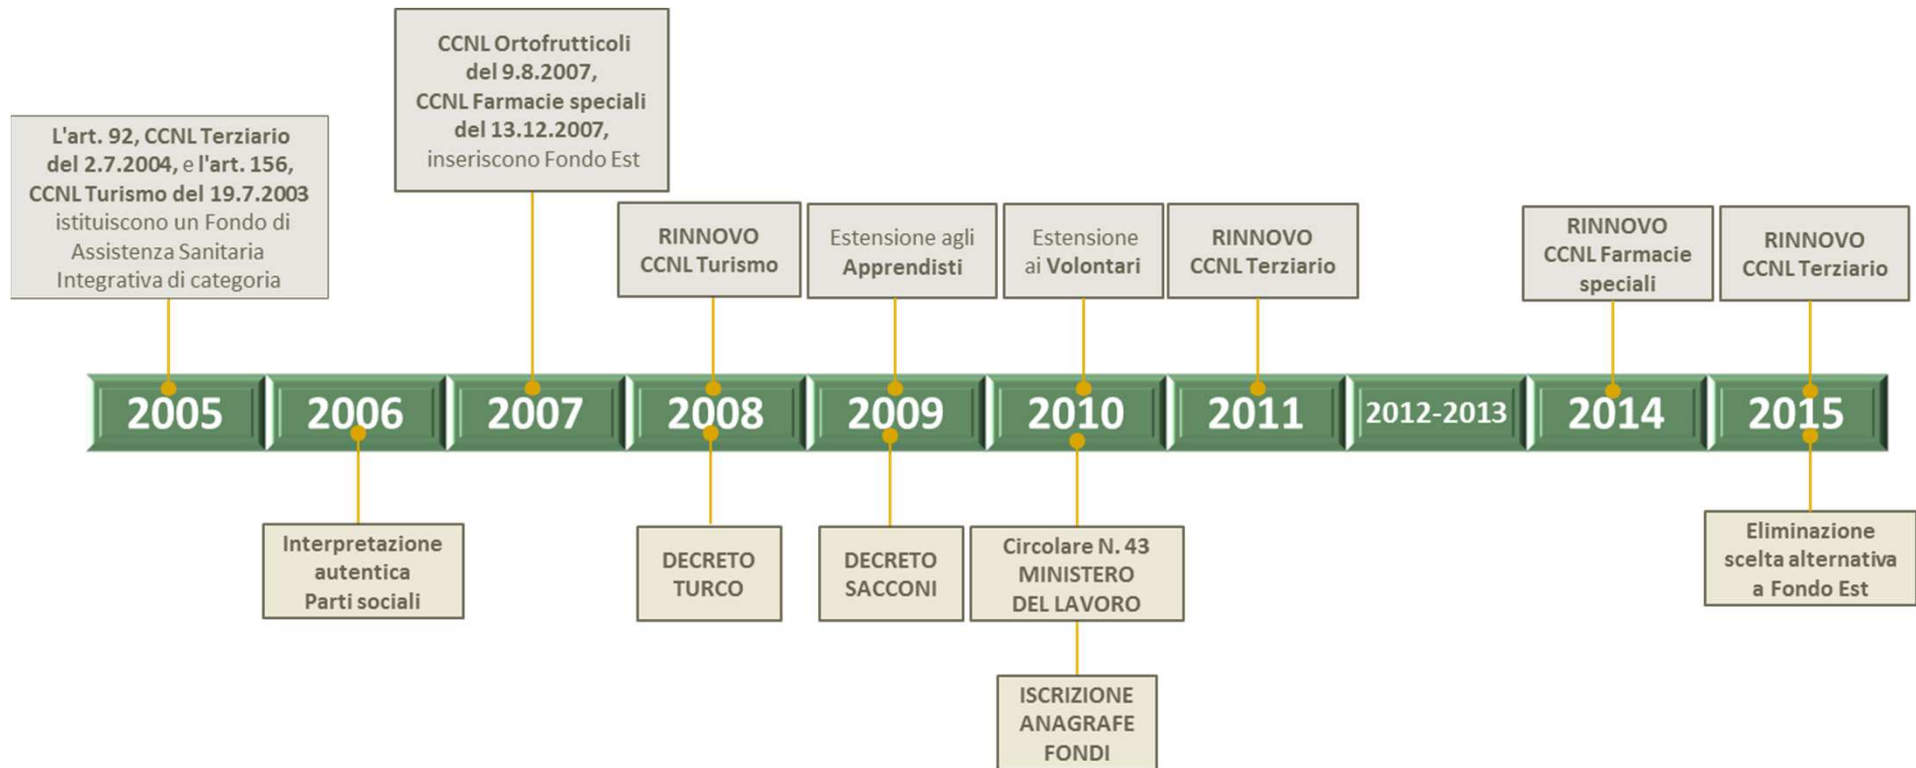 CCNL Ortofrutticoli
del 9.8.2007,
CCNL Farmacie speciali
del 13.12.2007,
inseriscono Fondo Est
L'art. 92, CCNL Terziario
del 2.7.2004, e l'art. 156,
CCNL Turismo del 19.7.2003
istituiscono un Fondo di
Assistenza Sanitaria
Integrativa di categoria
RINNOVO
CCNL Turismo
Estensione agli
Apprendisti
Estensione
ai Volontari
RINNOVO
CCNL Terziario
RINNOVO
CCNL Farmacie
speciali
RINNOVO
CCNL Terziario
2005
2006
2007
2008
2009
2010
2011
2012-2013
2014
2015
Interpretazione
autentica
Parti sociali
DECRETO
TURCO
DECRETO
SACCONI
Circolare N. 43
MINISTERO
DEL LAVORO
Eliminazione
scelta alternativa
a Fondo Est
ISCRIZIONE
ANAGRAFE
FONDI